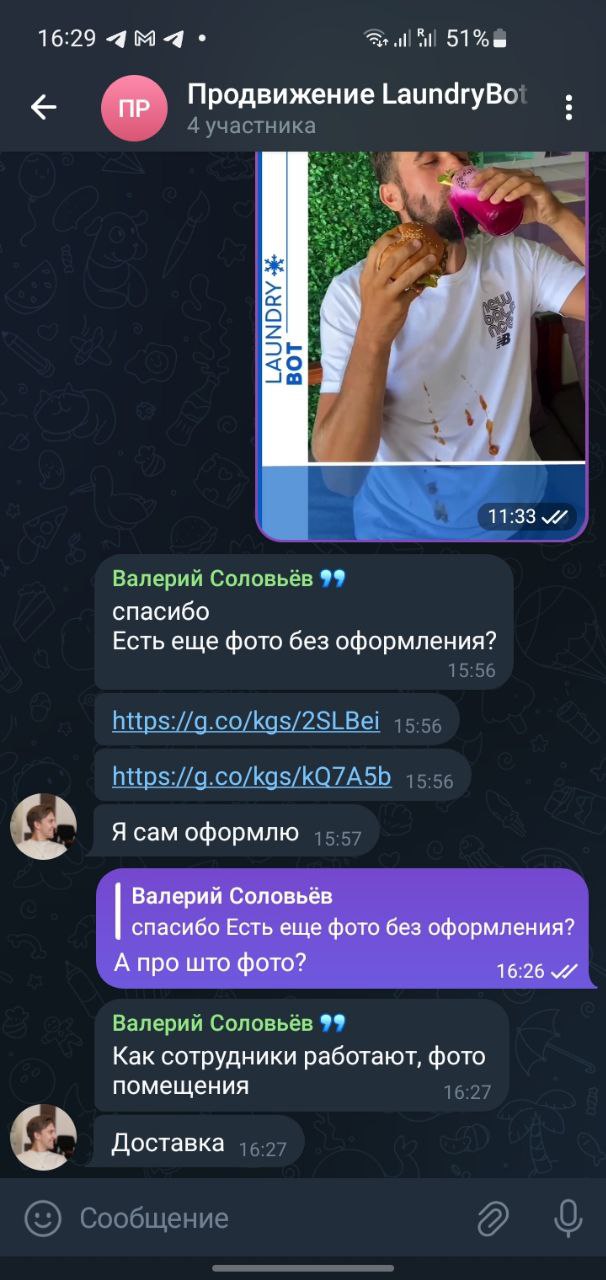 16:29
51%
ПР
Продвижение LaundryBot
4 участника
LAUNDRY
BOT
new
balance
NB
11:33
Валерий Соловьёв
спасибо
Есть еще фото без оформления?
15:56
https://g.co/kgs/2SLBei 15:56
https://g.co/kgs/kQ7A5b 15:56
Я сам оформлю 15:57
Валерий Соловьёв
спасибо Есть еще фото без оформления?
А про што фото?
16:26
Валерий Соловьёв
Как сотрудники работают, фото
помещения
16:27
Доставка 16:27
Сообщение